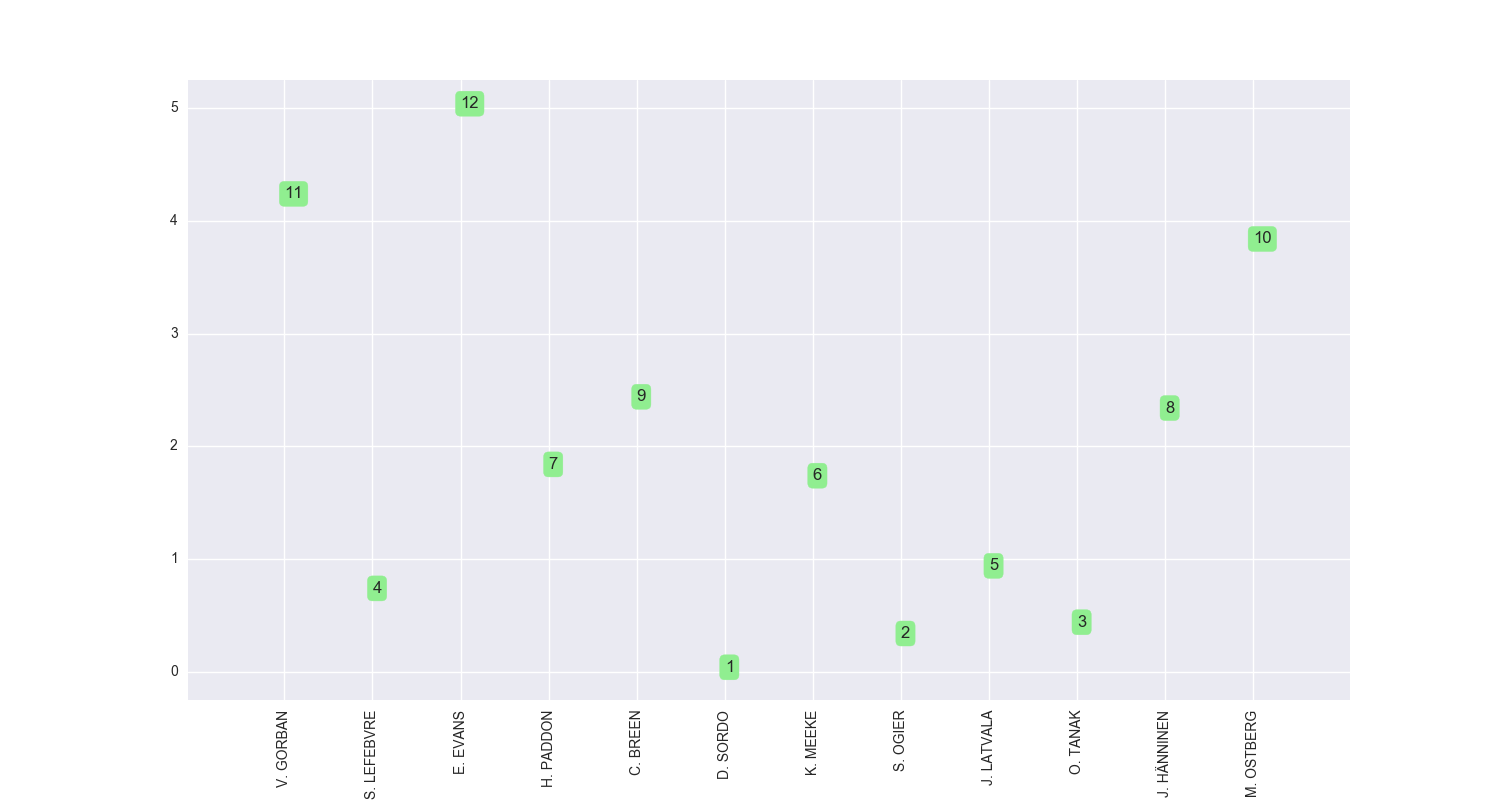 5
12
11
4
10
3
9
8
2
7
6
1
5
4
3
2
0
1
V. GORBAN
S. LEFEBVRE
E. EVANS
H. PADDON
C. BREEN
D. SORDO
K. MEEKE
S. OGIER
J. LATVALA
O. TANAK
J. HÄNNINEN
M. OSTBERG